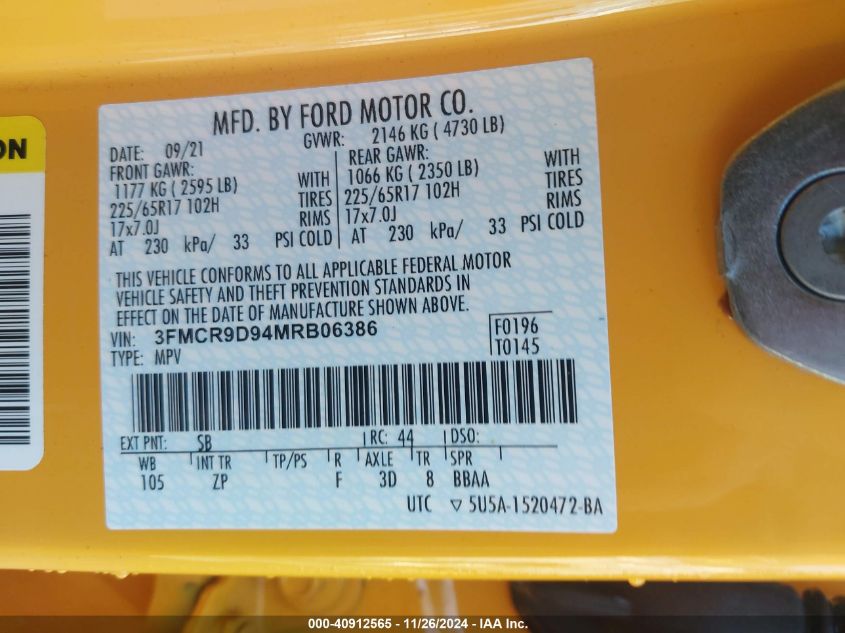 ON
MFD. BY FORD MOTOR CO.
DATE: 09/21 GVWR: 2146 KG ( 4730 LB)
FRONT GAWR: REAR GAWR:
1177 KG ( 2595 LB) WITH 1066 KG ( 2350 LB) WITH
225/65R17 102H TIRES 225/65R17 102H TIRES
17x7.0J RIMS 17x7.0J RIMS
AT 230 kPa/ 33 PSI COLD AT 230 kPa/ 33 PSI COLD
THIS VEHICLE CONFORMS TO ALL APPLICABLE FEDERAL MOTOR
VEHICLE SAFETY AND THEFT PREVENTION STANDARDS IN
EFFECT ON THE DATE OF MANUFACTURE SHOWN ABOVE.
VIN: 3FMCR9D94MRB06386 F0196
TYPE: MPV T0145
EXT PNT: SB RC: 44 DSO:
WB INT TR TP/PS R AXLE TR SPR
105 ZP F 3D 8 BBAA
UTC ▽ 5U5A-1520472-BA
000-40912565 - 11/26/2024 - IAA Inc.